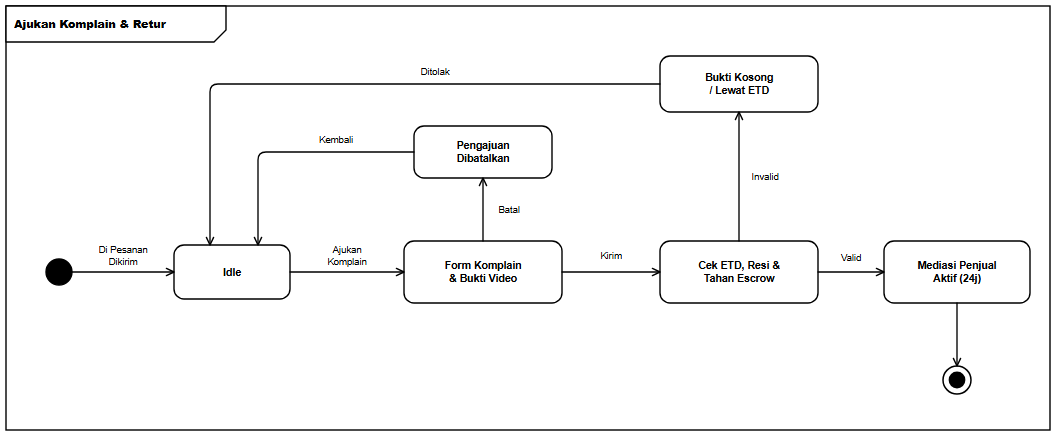 Ajukan Komplain & Retur
Ditolak
Bukti Kosong
/ Lewat ETD
Kembali
Pengajuan
Dibatalkan
Invalid
Batal
Di Pesanan
Dikirim
Idle
Ajukan
Komplain
Form Komplain
& Bukti Video
Kirim
Cek ETD, Resi &
Tahan Escrow
Valid
Mediasi Penjual
Aktif (24j)